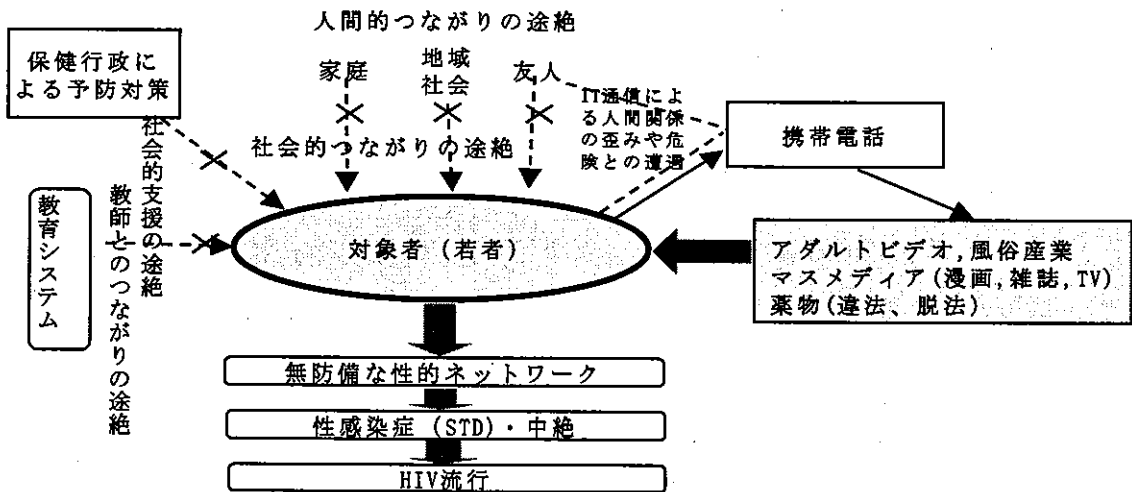 人間的つながりの途絶
保健行政に
よる予防対策
家庭
地域
社会
友人
IT通信によ
る人間関係
の歪みや危
険との遭遇
携帯電話
社会的つながりの途絶
社会的支援の途絶
教師とのつながりの途絶
教育システム
対象者(若者)
アダルトビデオ,風俗産業
マスメディア(漫画,雑誌,TV)
薬物(違法、脱法)
無防備な性的ネットワーク
性感染症 (STD)・中絶
HIV流行